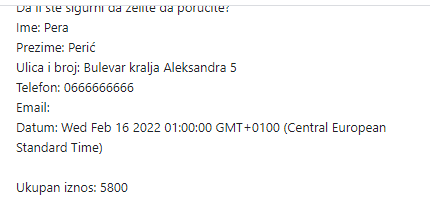 Da li ste sigurni da želite da poručite?
Ime: Pera
Prezime: Perić
Ulica i broj: Bulevar kralja Aleksandra 5
Telefon: 0666666666
Email:
Datum: Wed Feb 16 2022 01:00:00 GMT+0100 (Central European
Standard Time)
Ukupan iznos: 5800